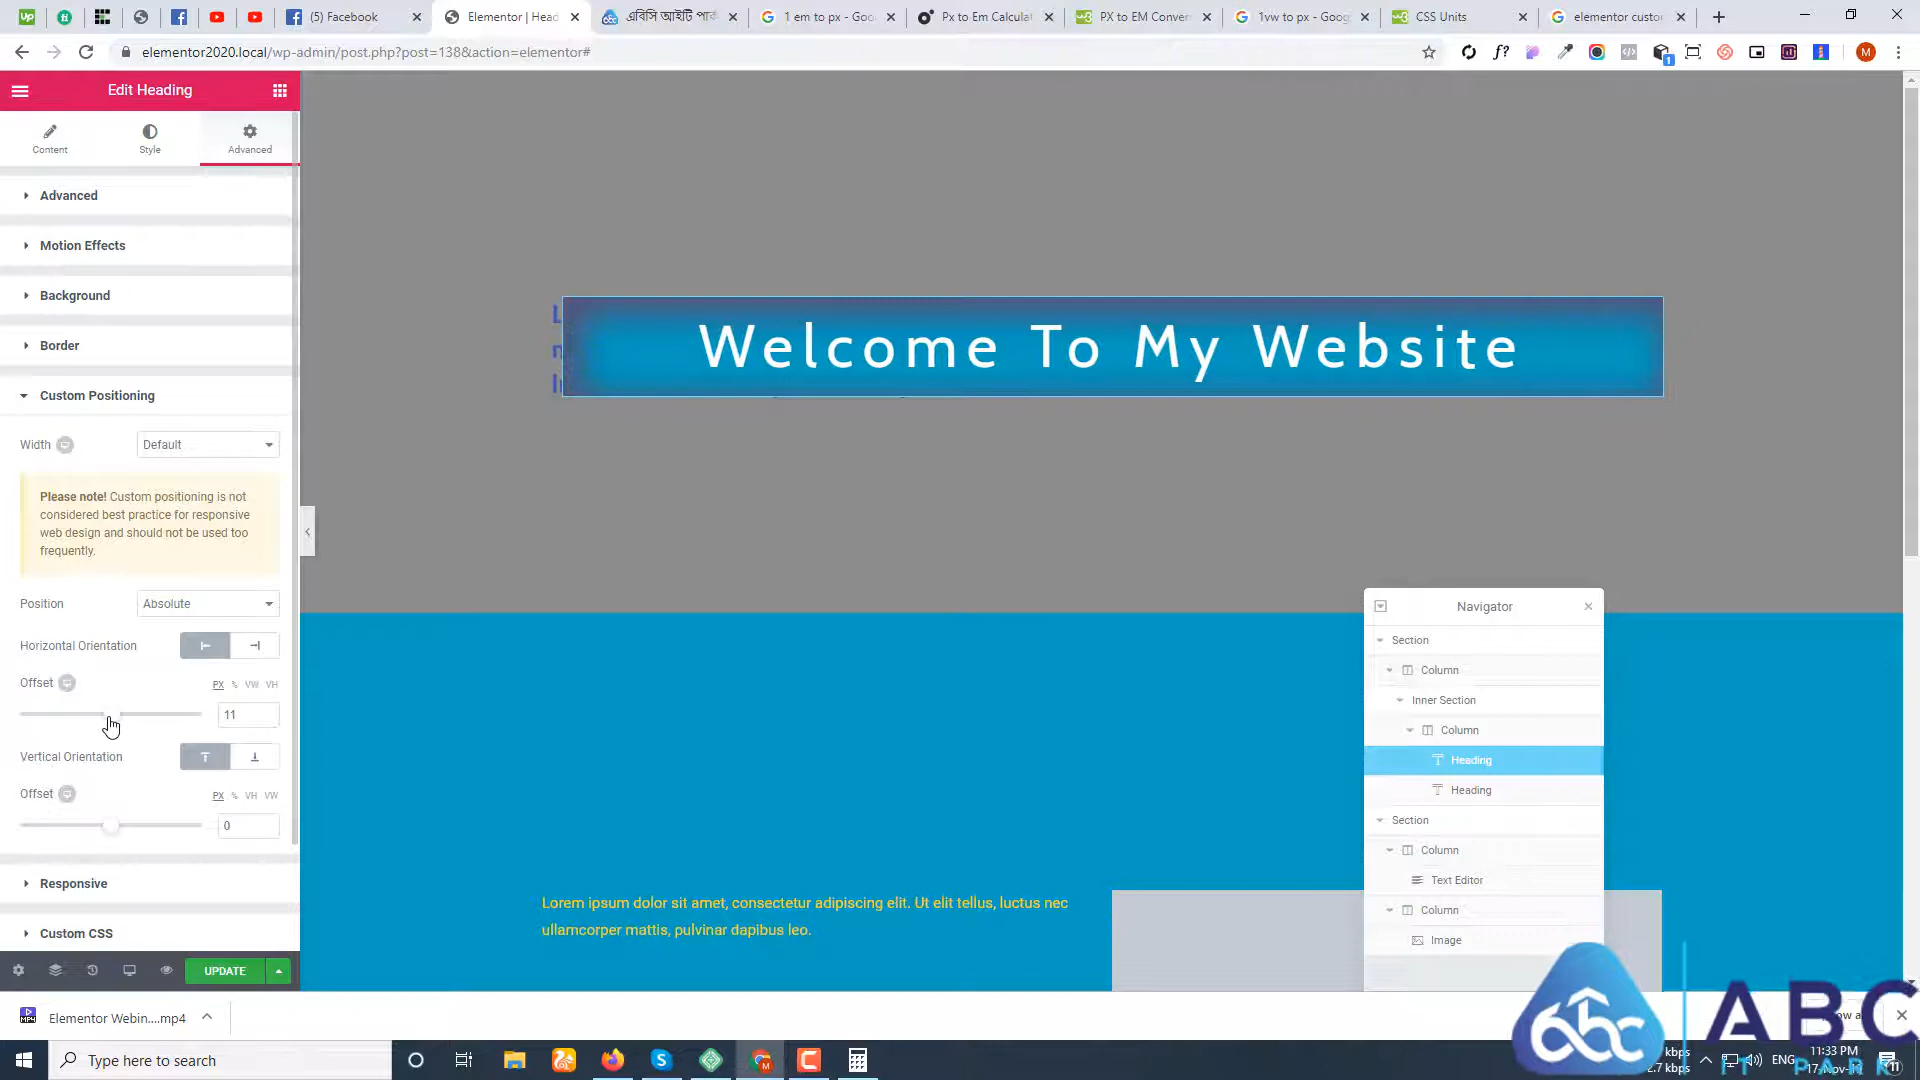 Up
(5) Facebook
Elementor | Head
এবিসি আইটি পার্ক
1 em to px - Goo
Px to Em Calcula
PX to EM Conver
1vw to px - Goog
CSS Units
elementor custo
elementor2020.local/wp-admin/post.php?post=138&action=elementor#
f?
M
1
Edit Heading
Content
Style
Advanced
Advanced
Motion Effects
Background
Border
Custom Positioning
Width
Default
Please note! Custom positioning is not
considered best practice for responsive
web design and should not be used too
frequently.
Position
Absolute
Horizontal Orientation
Offset
PX % VW VH
11
Vertical Orientation
Offset
PX % VH VW
0
Responsive
Custom CSS
UPDATE
Welcome To My Website
Lorem ipsum dolor sit amet, consectetur adipiscing elit. Ut elit tellus, luctus nec
ullamcorper mattis, pulvinar dapibus leo.
Navigator
Section
Column
Inner Section
Column
Heading
Heading
Section
Column
Text Editor
Column
Image
Elementor Webin....mp4
Type here to search
ENG
11:33 PM
abc
ABC
IT PARK